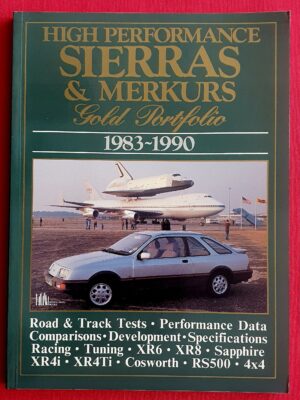 HIGH PERFORMANCE
SIERRAS
& MERKURS
Gold Portfolio
1983~1990
Road & Track Tests • Performance Data
Comparisons • Development • Specifications
Racing • Tuning • XR6 • XR8 • Sapphire
XR4i • XR4Ti • Cosworth • RS500 • 4x4